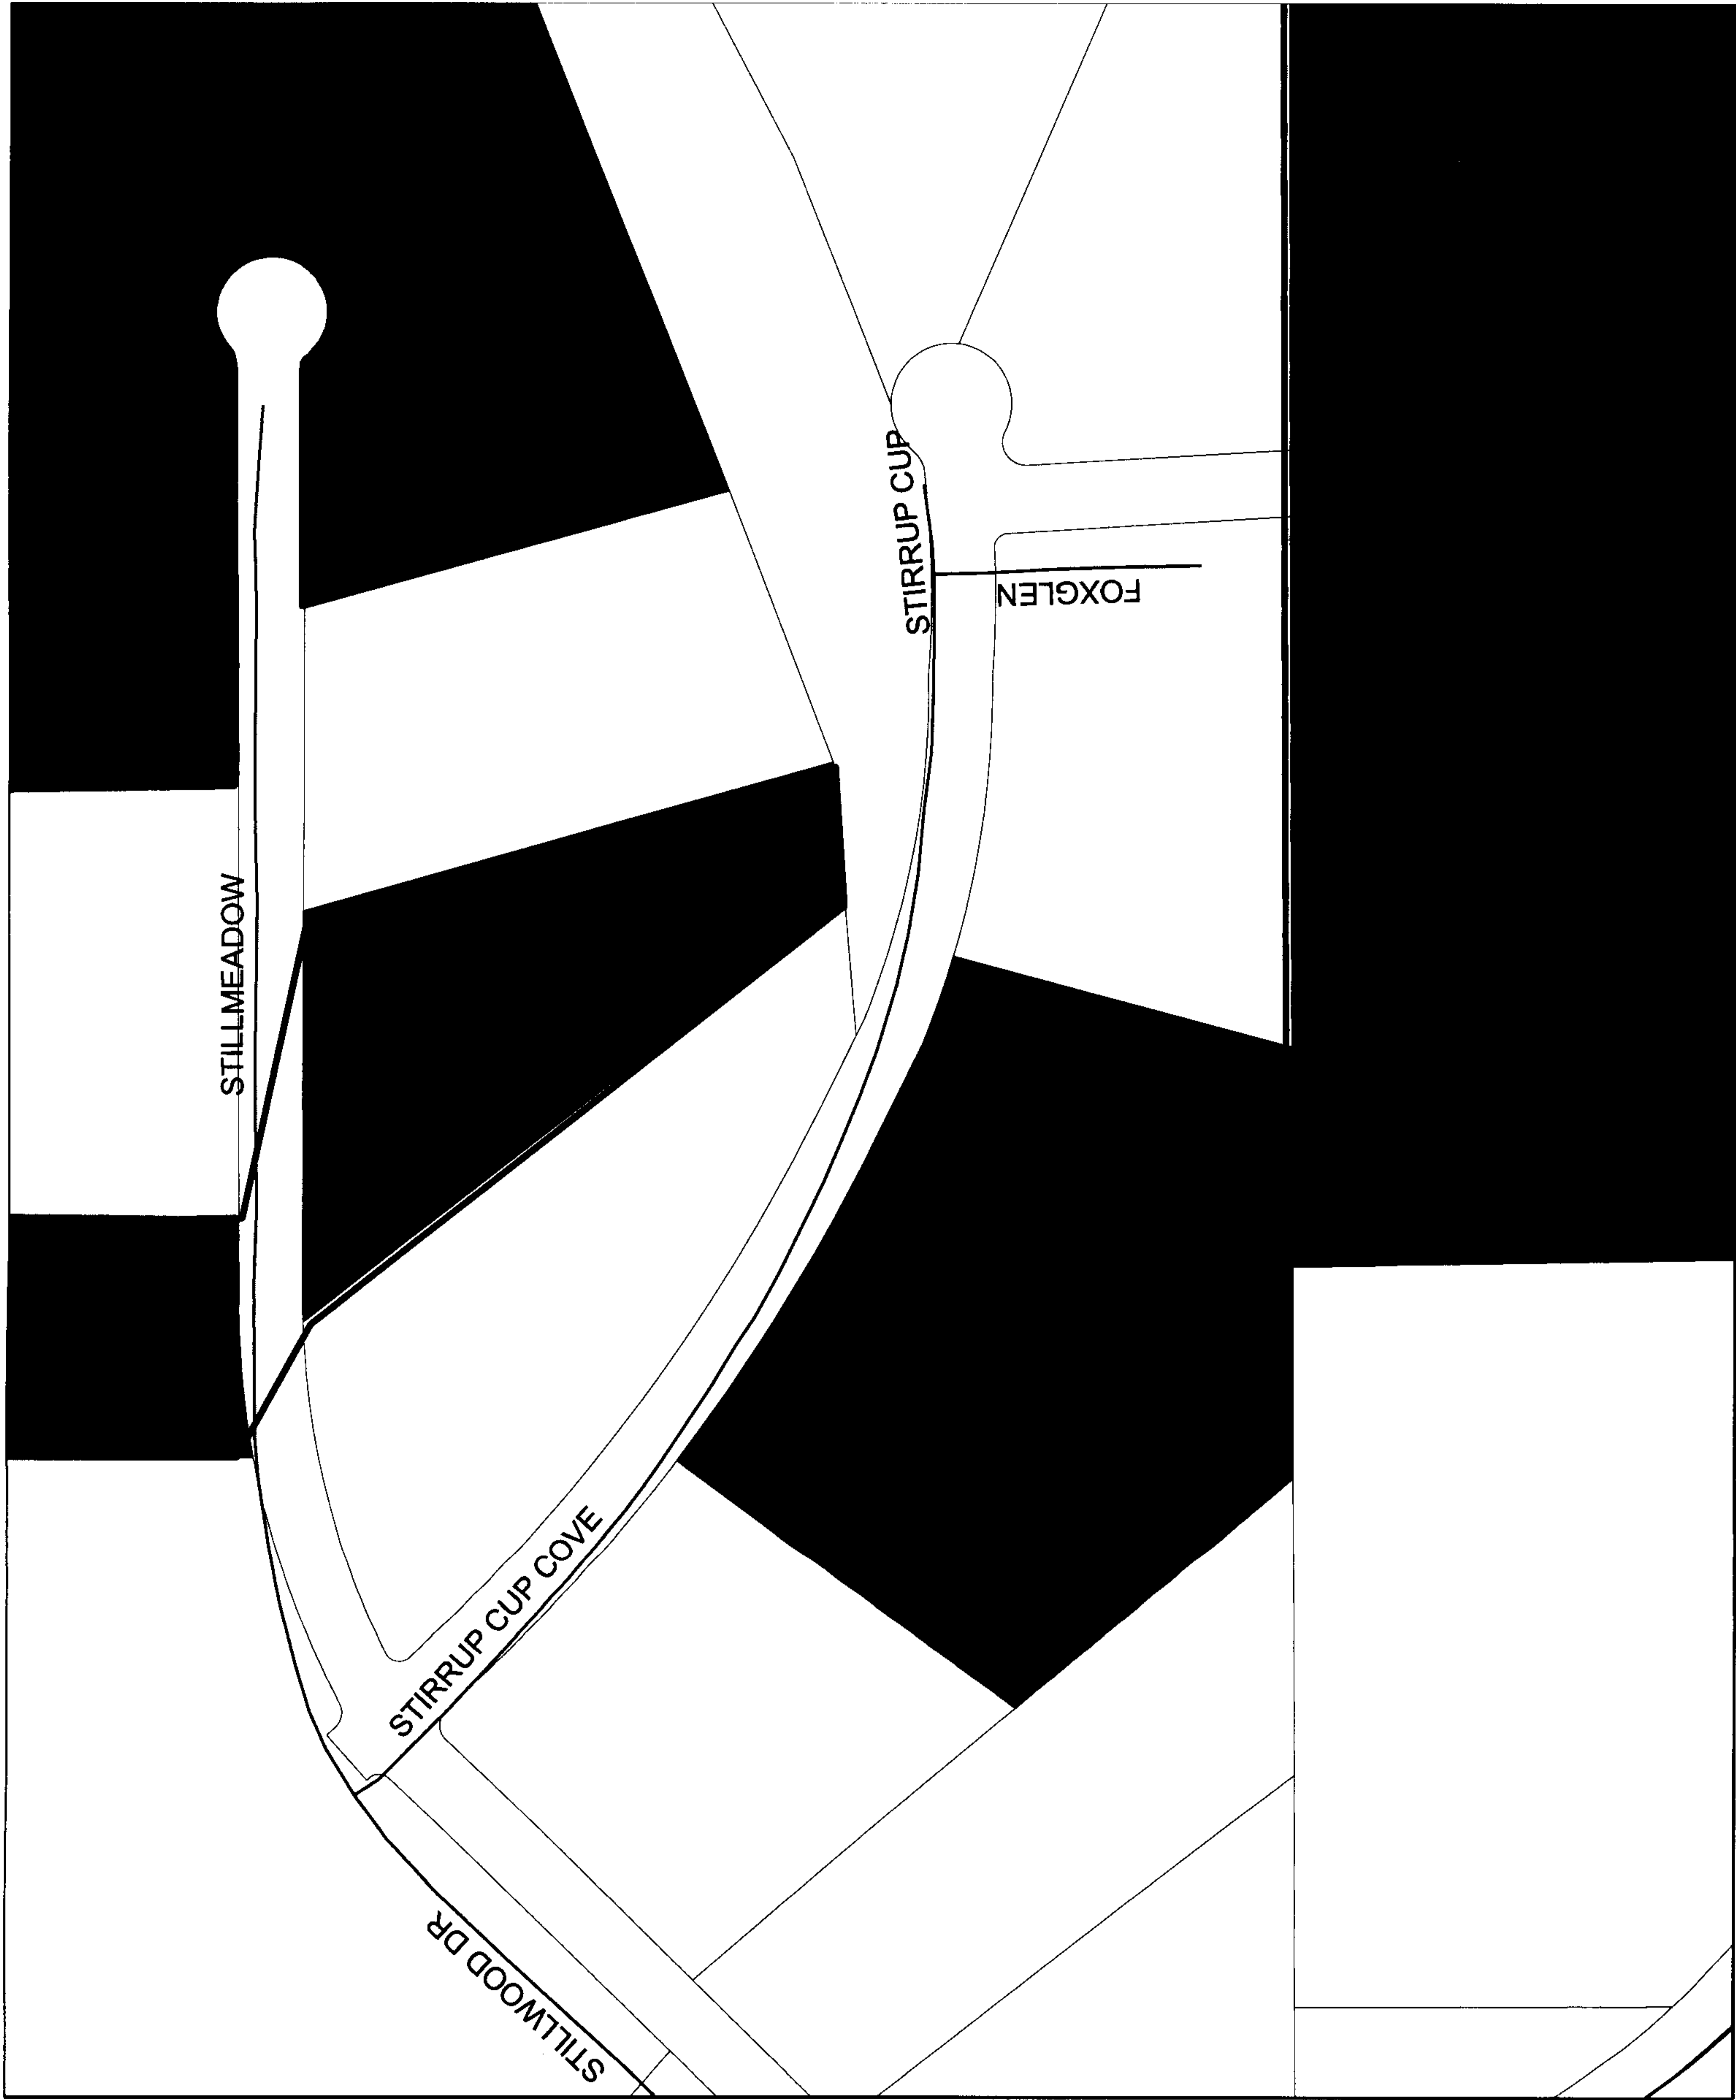 STIRRUP CUP
FOXGLEN
STILLMEADOW
STIRRUP CUP COVE
STILLWOOD DR